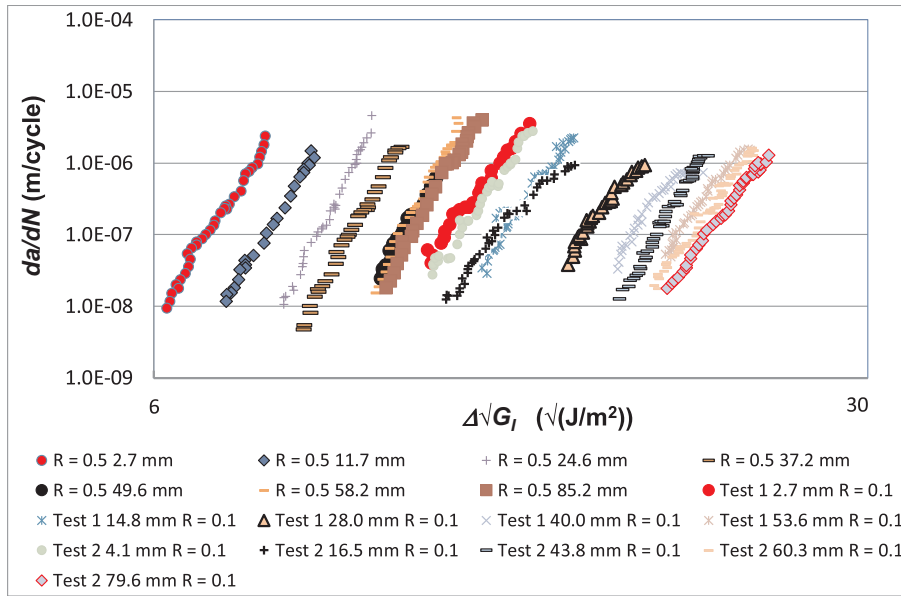 1.0E-04
1.0E-05
1.0E-06
1.0E-07
1.0E-08
1.0E-09
da/dN (m/cycle)
6
30
Δ√G_I (√(J/m²))
R = 0.5 2.7 mm
R = 0.5 11.7 mm
R = 0.5 24.6 mm
R = 0.5 37.2 mm
R = 0.5 49.6 mm
R = 0.5 58.2 mm
R = 0.5 85.2 mm
Test 1 2.7 mm R = 0.1
Test 1 14.8 mm R = 0.1
Test 1 28.0 mm R = 0.1
Test 1 40.0 mm R = 0.1
Test 1 53.6 mm R = 0.1
Test 2 4.1 mm R = 0.1
Test 2 16.5 mm R = 0.1
Test 2 43.8 mm R = 0.1
Test 2 60.3 mm R = 0.1
Test 2 79.6 mm R = 0.1